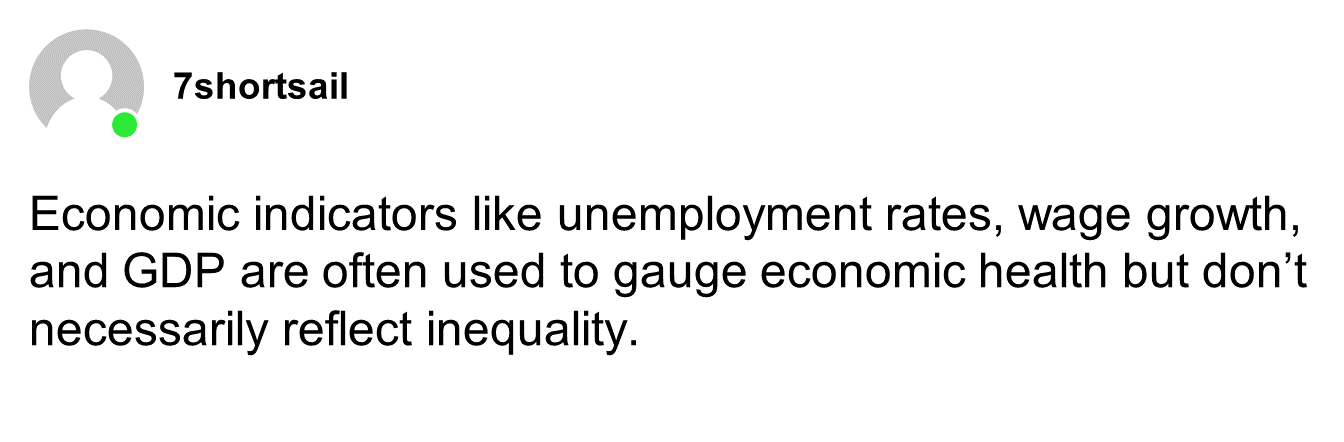 7shortsail
Economic indicators like unemployment rates, wage growth,
and GDP are often used to gauge economic health but don’t
necessarily reflect inequality.